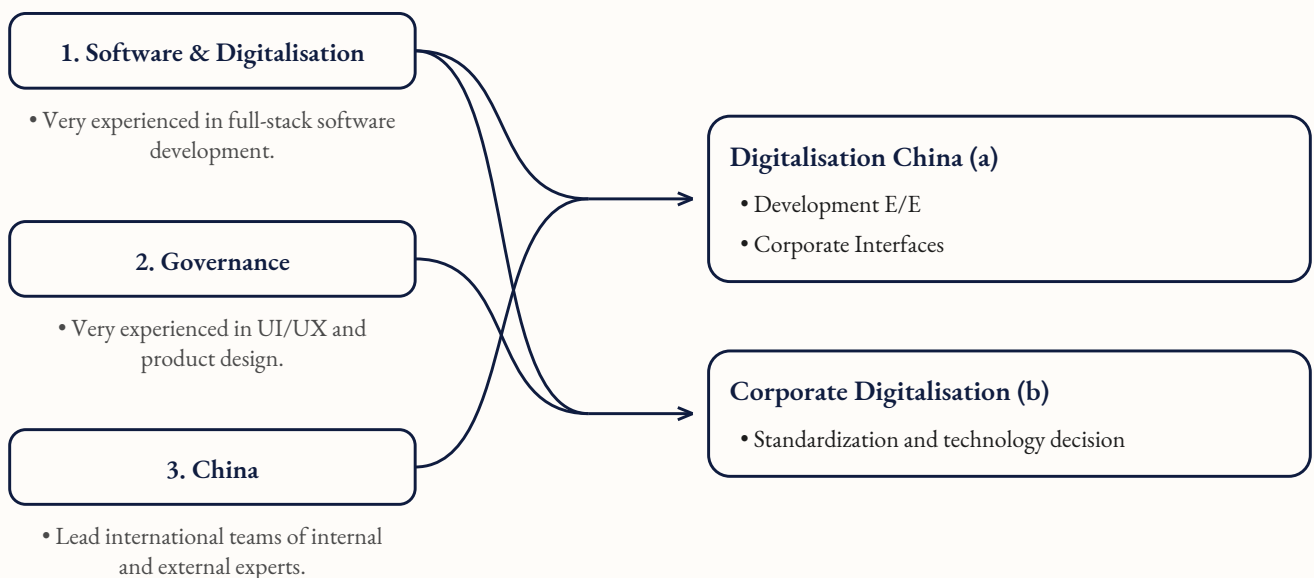 1. Software & Digitalisation
• Very experienced in full-stack software
development.
2. Governance
• Very experienced in UI/UX and
product design.
3. China
• Lead international teams of internal
and external experts.
Digitalisation China (a)
• Development E/E
• Corporate Interfaces
Corporate Digitalisation (b)
• Standardization and technology decision